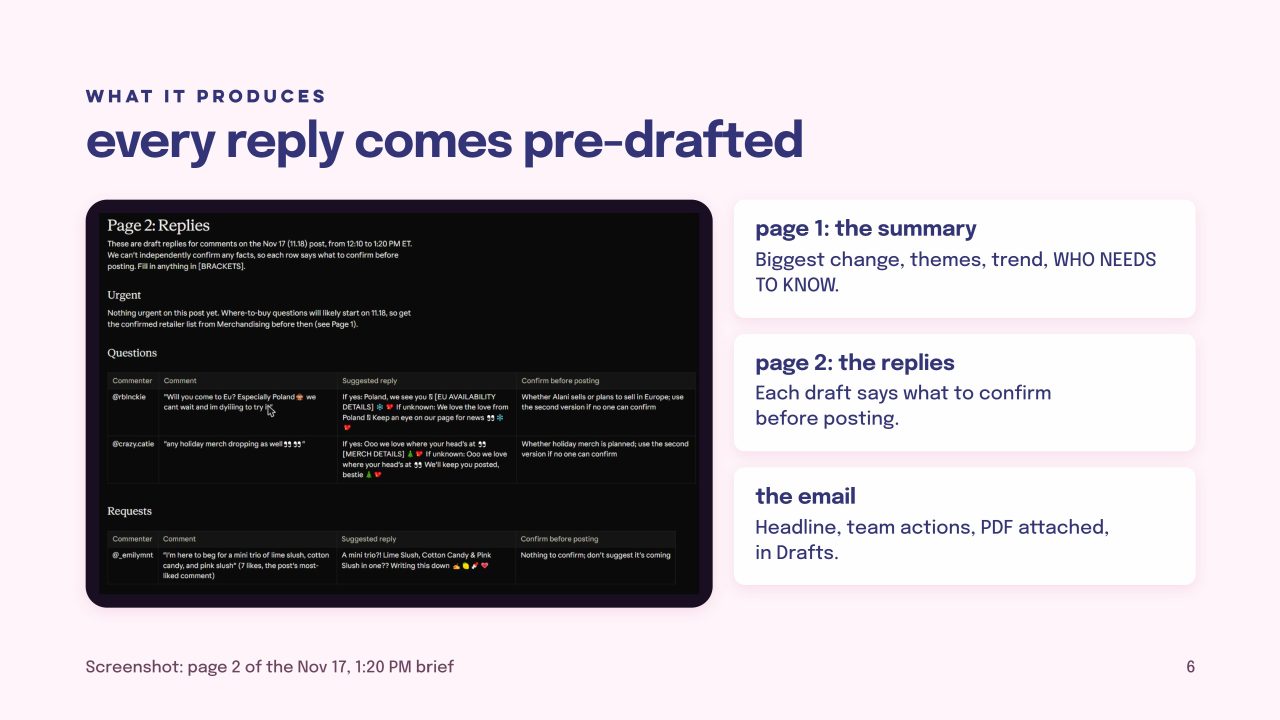 WHAT IT PRODUCES
every reply comes pre-drafted
Page 2: Replies
These are draft replies for comments on the Nov 17 (11.18) post, from 12:10 to 1:20 PM ET.
We can't independently confirm any facts, so each row says what to confirm before
posting. Fill in anything in [BRACKETS].
Urgent
Nothing urgent on this post yet. Where-to-buy questions will likely start on 11.18, so get
the confirmed retailer list from Merchandising before then (see Page 1).
Questions
Commenter Comment Suggested reply Confirm before posting
@rblnckie
"Will you come to Eu? Especially Poland🙈 we
cant wait and im dyiiing to try
If yes: Poland, we see you [EU AVAILABILITY
DETAILS] ❄️ ❤️ If unknown: We love the love from
Poland Keep an eye on our page for news 👀 ❄️
❤️
Whether Alani sells or plans to sell in Europe; use
the second version if no one can confirm
@crazy.catie
"any holiday merch dropping as well👀 👀"
If yes: Ooo we love where your head's at 👀
[MERCH DETAILS] 🎄 ❤️ If unknown: Ooo we love
where your head's at 👀 We'll keep you posted,
bestie 🎄 ❤️
Whether holiday merch is planned; use the second
version if no one can confirm
Requests
Commenter Comment Suggested reply Confirm before posting
@_emilymnt
"I'm here to beg for a mini trio of lime slush, cotton
candy, and pink slush" (7 likes, the post's most-
liked comment)
A mini trio?! Lime Slush, Cotton Candy & Pink
Slush in one?? Writing this down ✍️ 🍋 🍬 💖
Nothing to confirm; don't suggest it's coming
page 1: the summary
Biggest change, themes, trend, WHO NEEDS
TO KNOW.
page 2: the replies
Each draft says what to confirm
before posting.
the email
Headline, team actions, PDF attached,
in Drafts.
Screenshot: page 2 of the Nov 17, 1:20 PM brief
6